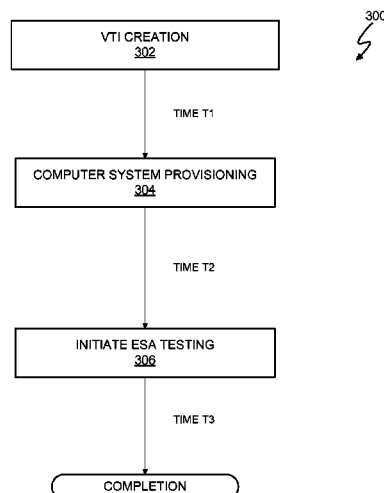 300
VTI CREATION
302
TIME T1
COMPUTER SYSTEM PROVISIONING
304
TIME T2
INITIATE ESA TESTING
306
TIME T3
COMPLETION